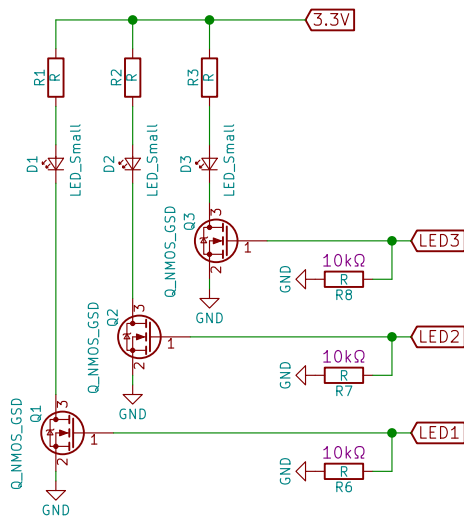 3.3V
R1
R
R2
R
R3
R
D1
LED_Small
D2
LED_Small
D3
LED_Small
Q_NMOS_GSD
Q3
3
1
2
GND
LED3
10kΩ
GND
R
R8
Q_NMOS_GSD
Q2
3
1
2
GND
LED2
10kΩ
GND
R
R7
Q_NMOS_GSD
Q1
3
1
2
GND
LED1
10kΩ
GND
R
R6